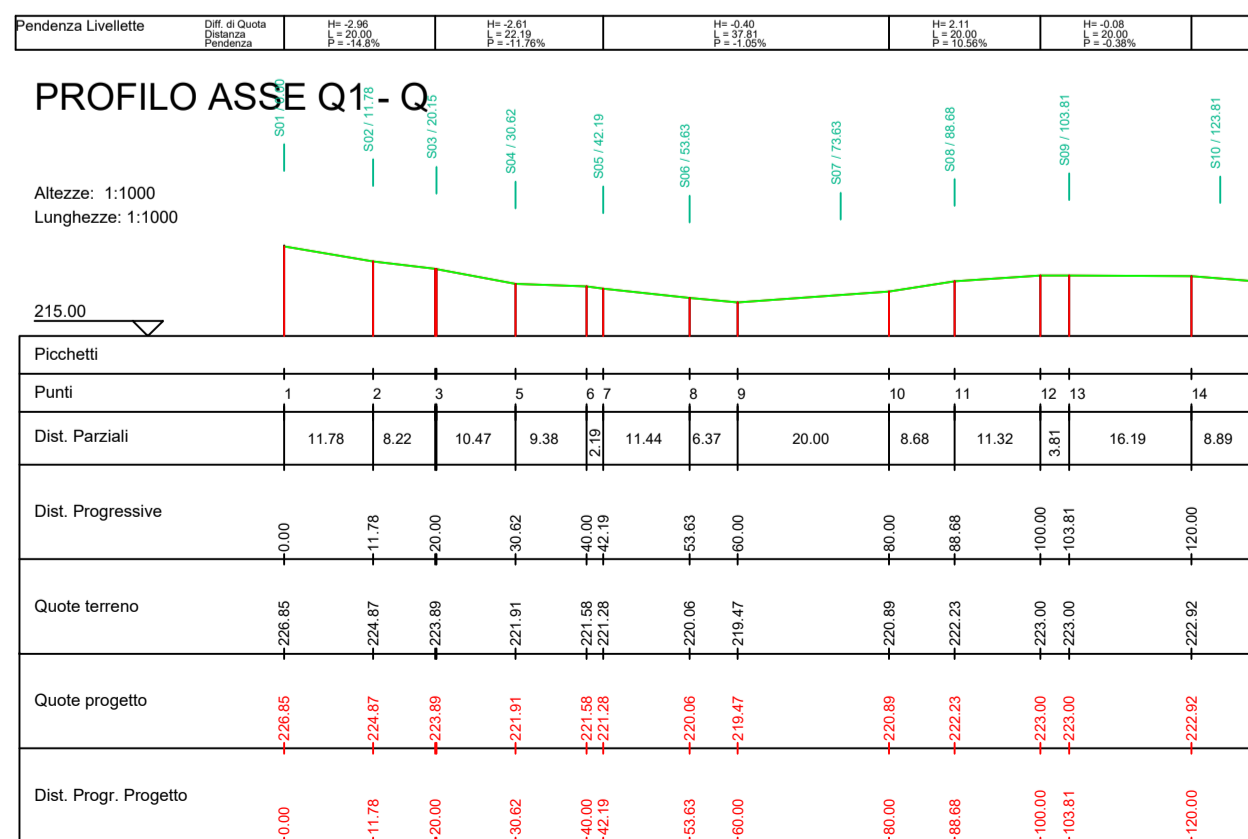 Pendenza Livellette
Diff. di Quota
Distanza
Pendenza
H= -2.96
L = 20.00
P = -14.8%
H= -2.61
L = 22.19
P = -11.76%
H= -0.40
L = 37.81
P = -1.05%
H= 2.11
L = 20.00
P = 10.56%
H= -0.08
L = 20.00
P = -0.38%
PROFILO ASSE Q1 - Q
S01 / 0.00
S02 / 11.78
S03 / 20.15
S04 / 30.62
S05 / 42.19
S06 / 53.63
S07 / 73.63
S08 / 88.68
S09 / 103.81
S10 / 123.81
Altezze: 1:1000
Lunghezze: 1:1000
215.00
Picchetti
Punti 1 2 3 5 6 7 8 9 10 11 12 13 14
Dist. Parziali 11.78 8.22 10.47 9.38 2.19 11.44 6.37 20.00 8.68 11.32 3.81 16.19 8.89
Dist. Progressive 0.00 11.78 20.00 30.62 40.00 42.19 53.63 60.00 80.00 88.68 100.00 103.81 120.00
Quote terreno 226.85 224.87 223.89 221.91 221.58 221.28 220.06 219.47 220.89 222.23 223.00 223.00 222.92
Quote progetto 226.85 224.87 223.89 221.91 221.58 221.28 220.06 219.47 220.89 222.23 223.00 223.00 222.92
Dist. Progr. Progetto 0.00 11.78 20.00 30.62 40.00 42.19 53.63 60.00 80.00 88.68 100.00 103.81 120.00